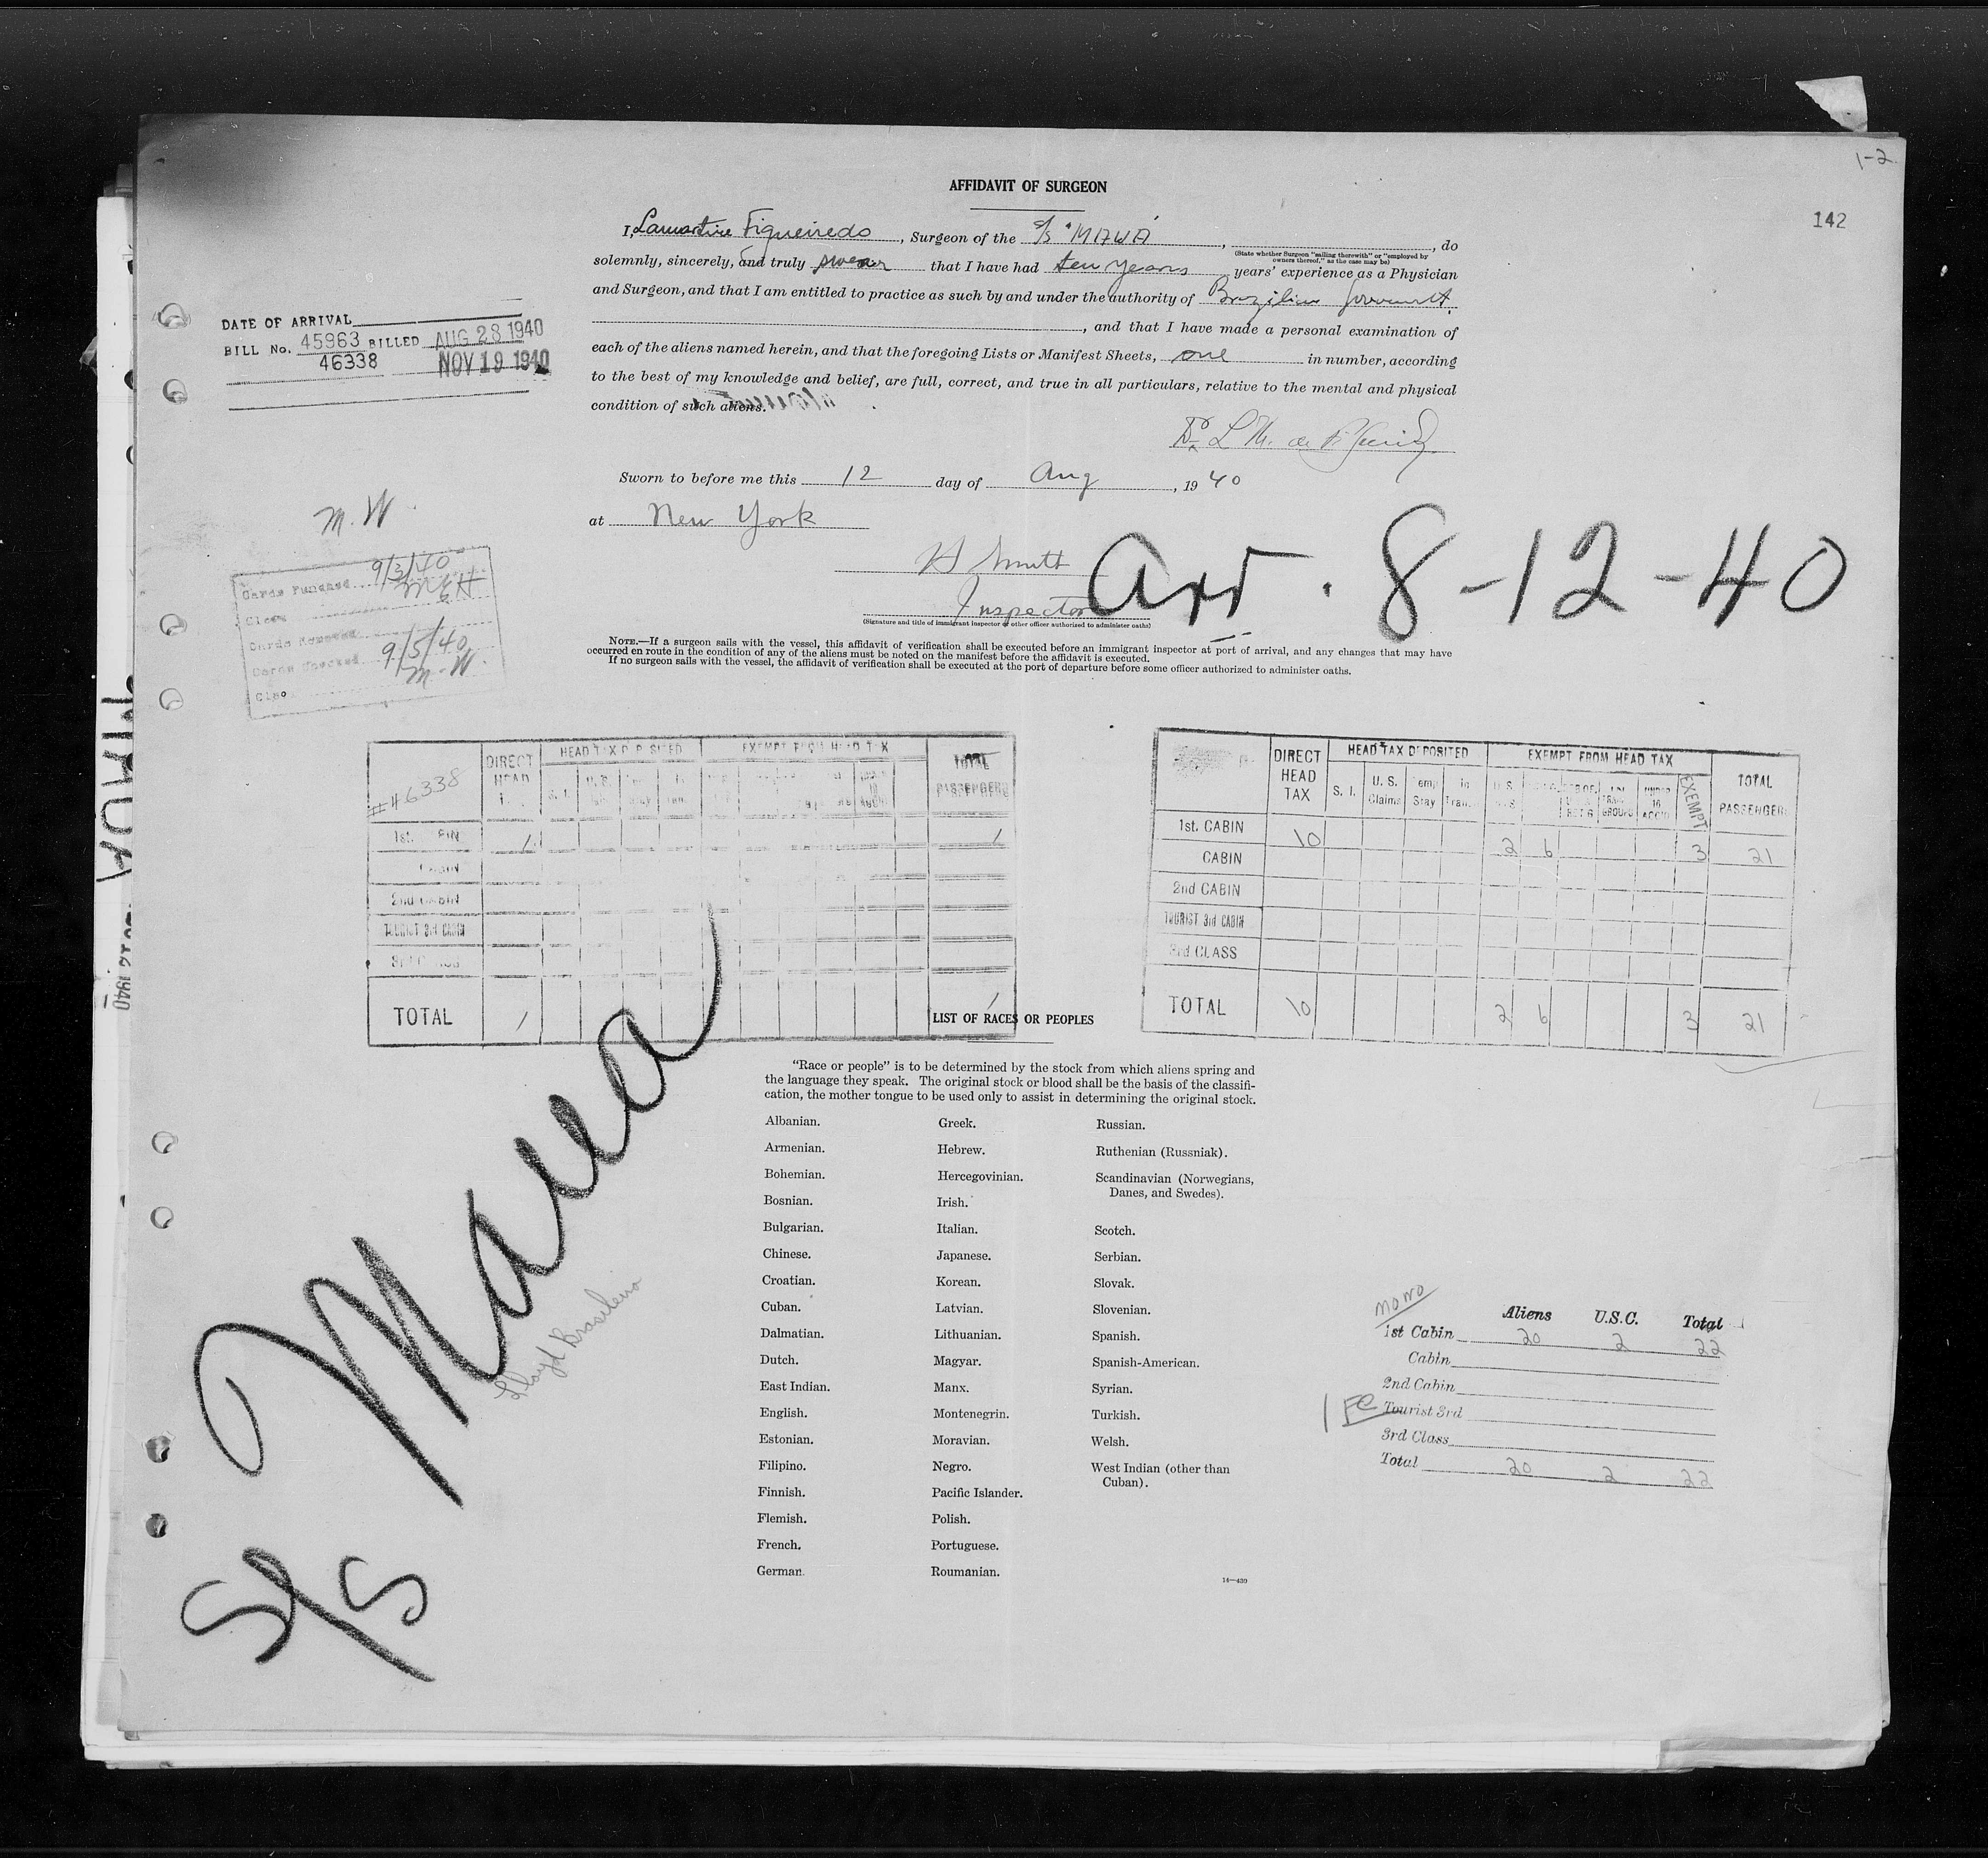 1-2
142
AFFIDAVIT OF SURGEON
I, Lamartine Figueiredo, Surgeon of the S/S "MAUÁ, do
(State whether Surgeon "sailing therewith" or "employed by
owners thereof," as the case may be)
solemnly, sincerely, and truly swear that I have had ten years years' experience as a Physician
and Surgeon, and that I am entitled to practice as such by and under the authority of Brazilian
, and that I have made a personal examination of
each of the aliens named herein, and that the foregoing Lists or Manifest Sheets, one in number, according
to the best of my knowledge and belief, are full, correct, and true in all particulars, relative to the mental and physical
condition of such aliens.
DATE OF ARRIVAL
BILL No. 45963 BILLED AUG 28 1940
46338 NOV 19 1940
Dr L M. de
Sworn to before me this 12 day of Aug, 1940
at New York
H Smith
Inspector
(Signature and title of immigrant inspector or other officer authorized to administer oaths)
Arr. 8-12-40
M. W.
Cards Punched 9/3/40
MEH
Class
Cards
Cards Checked 9/5/40
M.W.
Class
NOTE.—If a surgeon sails with the vessel, this affidavit of verification shall be executed before an immigrant inspector at port of arrival, and any changes that may have
occurred en route in the condition of any of the aliens must be noted on the manifest before the affidavit is executed.
If no surgeon sails with the vessel, the affidavit of verification shall be executed at the port of departure before some officer authorized to administer oaths.
#46338
DIRECT HEAD
HEAD TAX DEPOSITED
EXEMPT FROM HEAD TAX
TOTAL PASSENGERS
S. I. U. S.
1st. CABIN 1 1
CABIN
2nd CABIN
TOURIST 3rd CABIN
TOTAL 1 1
DIRECT HEAD TAX
HEAD TAX DEPOSITED
EXEMPT FROM HEAD TAX
TOTAL PASSENGERS
S. I. U. S. Claims Temp Stay in Trans. U. S. UNDER 16 EXEMPT
1st. CABIN 10 2 6 3 21
CABIN
2nd CABIN
TOURIST 3rd CABIN
3rd CLASS
TOTAL 10 2 6 3 21
LIST OF RACES OR PEOPLES
"Race or people" is to be determined by the stock from which aliens spring and
the language they speak. The original stock or blood shall be the basis of the classifi-
cation, the mother tongue to be used only to assist in determining the original stock.
Albanian.
Armenian.
Bohemian.
Bosnian.
Bulgarian.
Chinese.
Croatian.
Cuban.
Dalmatian.
Dutch.
East Indian.
English.
Estonian.
Filipino.
Finnish.
Flemish.
French.
German.
Greek.
Hebrew.
Hercegovinian.
Irish.
Italian.
Japanese.
Korean.
Latvian.
Lithuanian.
Magyar.
Manx.
Montenegrin.
Moravian.
Negro.
Pacific Islander.
Polish.
Portuguese.
Roumanian.
Russian.
Ruthenian (Russniak).
Scandinavian (Norwegians,
Danes, and Swedes).
Scotch.
Serbian.
Slovak.
Slovenian.
Spanish.
Spanish-American.
Syrian.
Turkish.
Welsh.
West Indian (other than
Cuban).
14—439
S/S Maua
Lloyd Brasileiro
Aliens U.S.C. Total
1st Cabin 20 2 22
Cabin
2nd Cabin
Tourist 3rd
3rd Class
Total 20 2 22